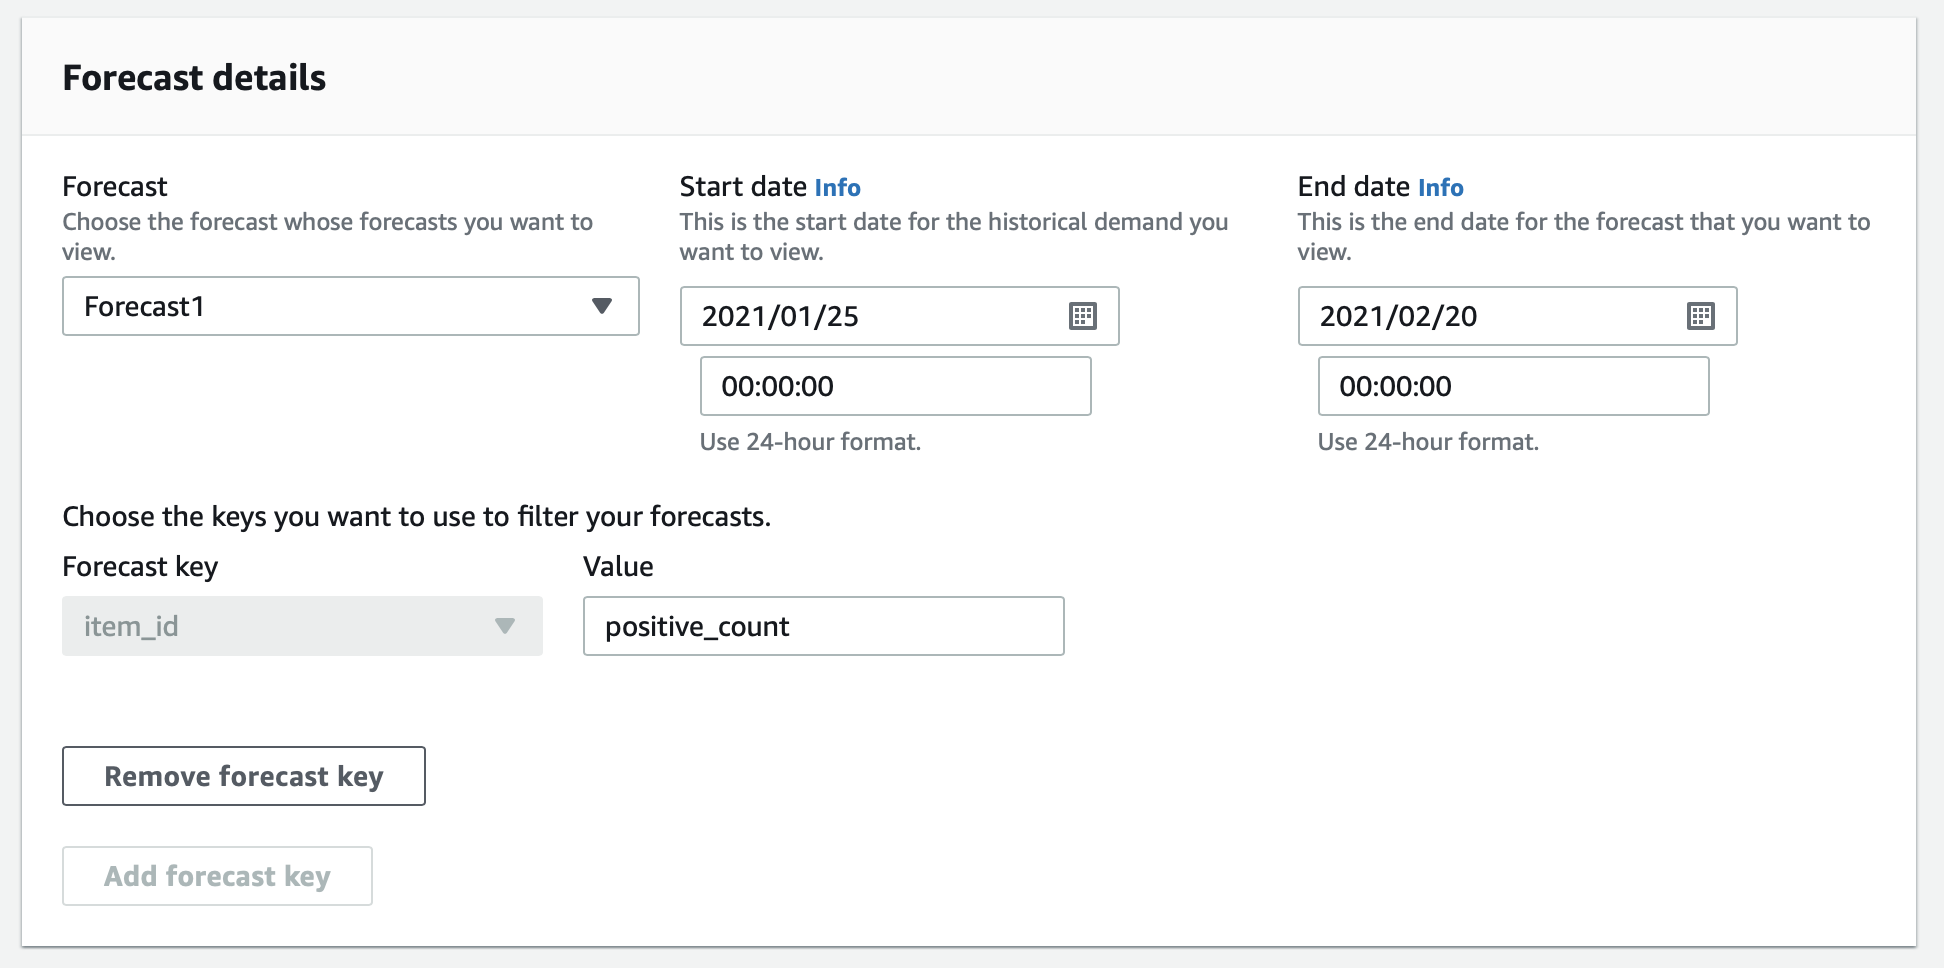 Forecast details
Forecast
Choose the forecast whose forecasts you want to
view.
Forecast1
Start date Info
This is the start date for the historical demand you
want to view.
2021/01/25
00:00:00
Use 24-hour format.
End date Info
This is the end date for the forecast that you want to
view.
2021/02/20
00:00:00
Use 24-hour format.
Choose the keys you want to use to filter your forecasts.
Forecast key
item_id
Value
positive_count
Remove forecast key
Add forecast key